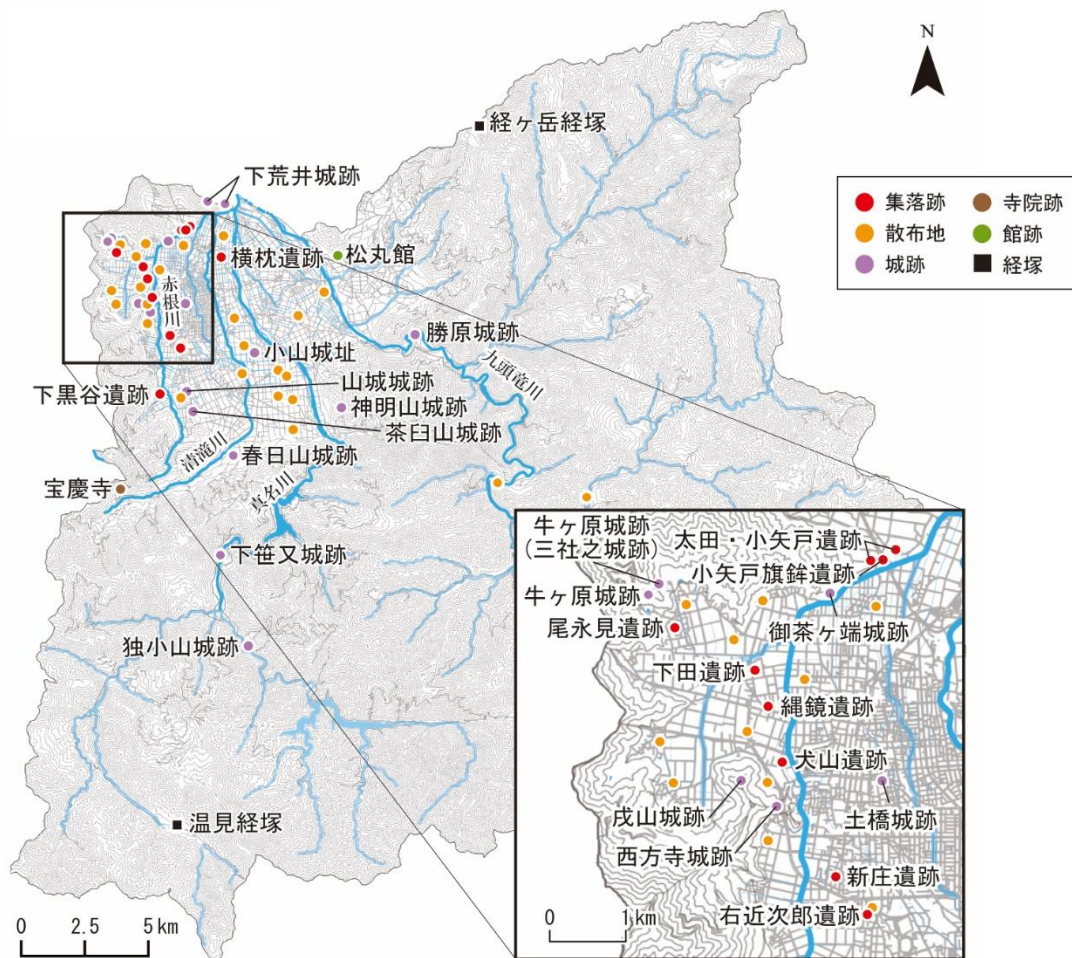 N
経ヶ岳経塚
下荒井城跡
集落跡
寺院跡
散布地
館跡
城跡
経塚
横枕遺跡
松丸館
赤根川
勝原城跡
小山城址
九頭竜川
山城城跡
下黒谷遺跡
神明山城跡
茶臼山城跡
清滝川
春日山城跡
真名川
宝慶寺
下笹又城跡
独小山城跡
温見経塚
0 2.5 5km
牛ヶ原城跡
(三社之城跡)
太田・小矢戸遺跡
小矢戸旗鉾遺跡
牛ヶ原城跡
尾永見遺跡
御茶ヶ端城跡
下田遺跡
縄鏡遺跡
犬山遺跡
戌山城跡
土橋城跡
西方寺城跡
新庄遺跡
右近次郎遺跡
0 1km